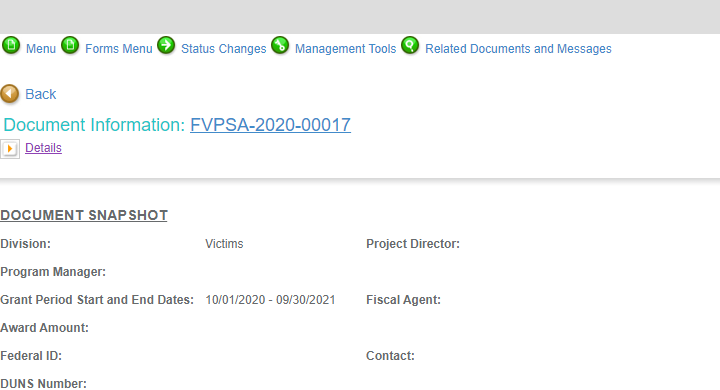 Menu Forms Menu Status Changes Management Tools Related Documents and Messages
Back
Document Information: FVPSA-2020-00017
Details
DOCUMENT SNAPSHOT
Division: Victims Project Director:
Program Manager:
Grant Period Start and End Dates: 10/01/2020 - 09/30/2021 Fiscal Agent:
Award Amount:
Federal ID: Contact:
DUNS Number: